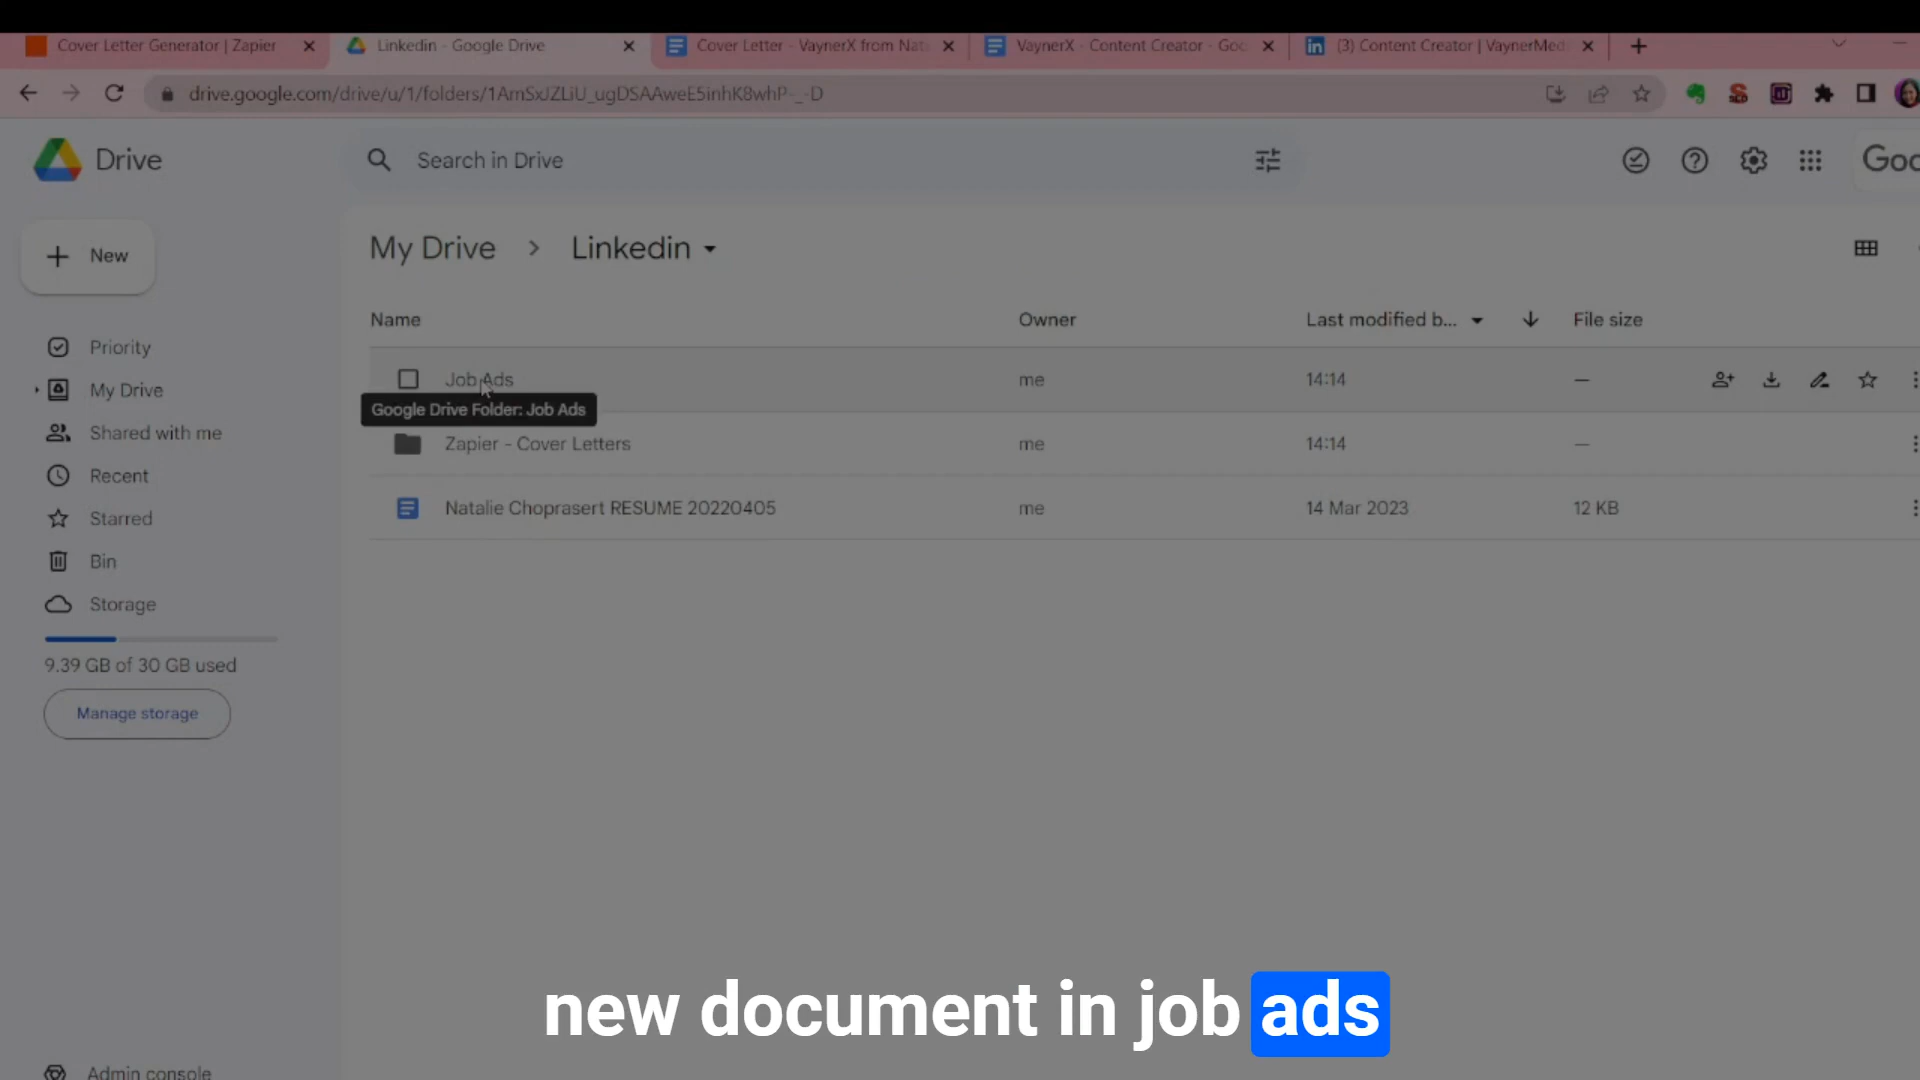 Cover Letter Generator | Zapier
Linkedin - Google Drive
Cover Letter - VaynerX from Nat
VaynerX - Content Creator - Goo
(3) Content Creator | VaynerMed
drive.google.com/drive/u/1/folders/1AmSxJZLiU_ugDSAAweE5inhK8whP-_-D
Drive
Search in Drive
Goo
New
My Drive > Linkedin
Name Owner Last modified b... File size
Priority
My Drive
Shared with me
Recent
Starred
Bin
Storage
9.39 GB of 30 GB used
Manage storage
Admin console
Job Ads me 14:14 —
Google Drive Folder: Job Ads
Zapier - Cover Letters me 14:14 —
Natalie Choprasert RESUME 20220405 me 14 Mar 2023 12 KB
new document in job ads